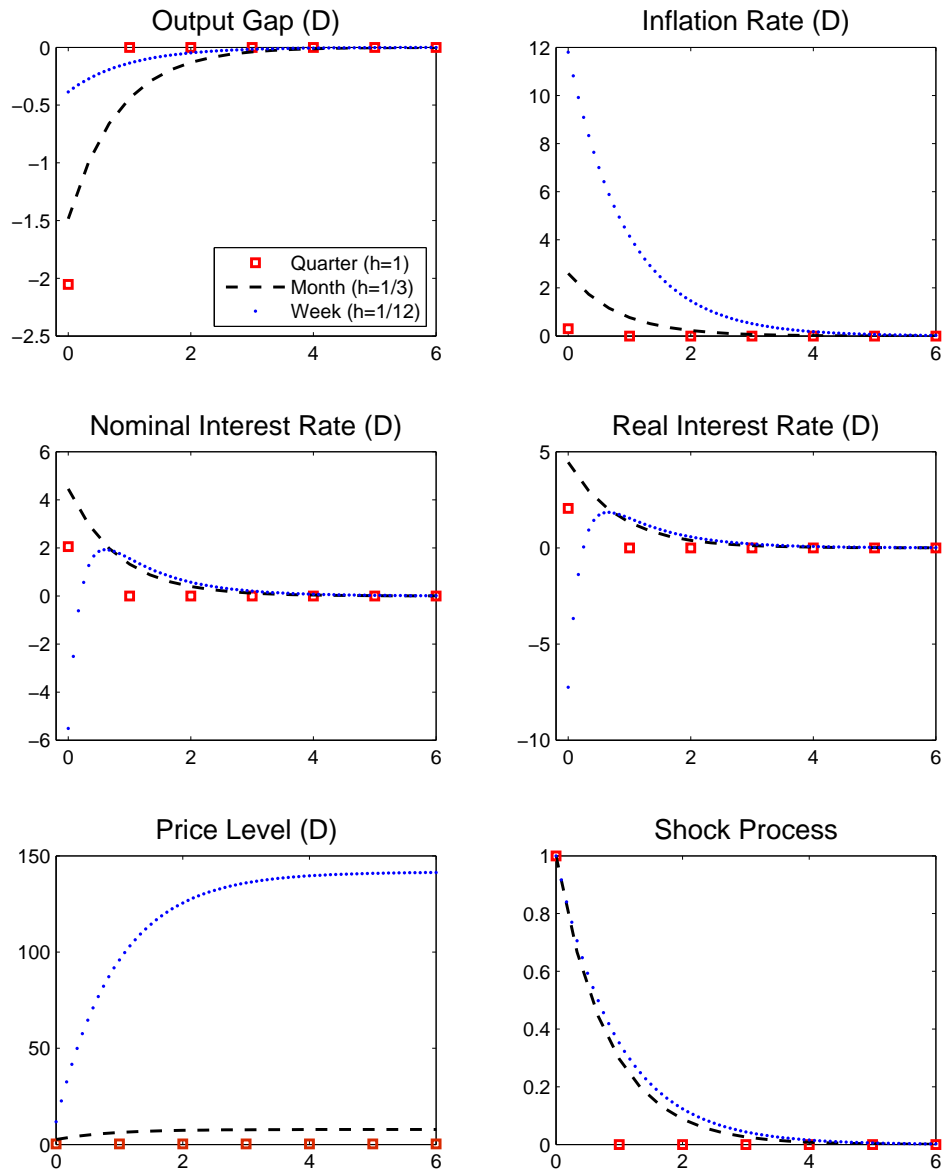 Output Gap (D)
0
−0.5
−1
−1.5
−2
−2.5
0 2 4 6
Quarter (h=1)
Month (h=1/3)
Week (h=1/12)
Inflation Rate (D)
12
10
8
6
4
2
0
0 2 4 6
Nominal Interest Rate (D)
6
4
2
0
−2
−4
−6
0 2 4 6
Real Interest Rate (D)
5
0
−5
−10
0 2 4 6
Price Level (D)
150
100
50
0
0 2 4 6
Shock Process
1
0.8
0.6
0.4
0.2
0
0 2 4 6